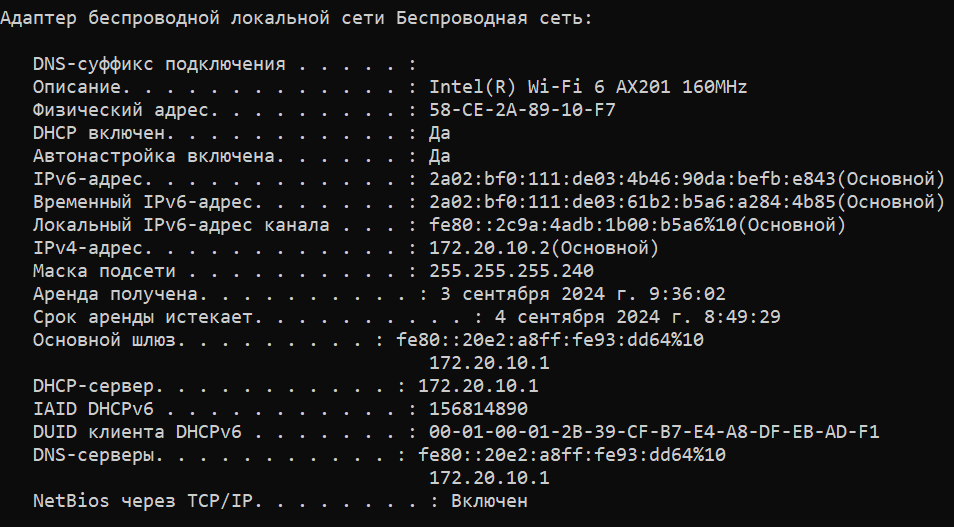 Адаптер беспроводной локальной сети Беспроводная сеть:
DNS-суффикс подключения . . . . . :
Описание. . . . . . . . . . . . . : Intel(R) Wi-Fi 6 AX201 160MHz
Физический адрес. . . . . . . . . : 58-CE-2A-89-10-F7
DHCP включен. . . . . . . . . . . : Да
Автонастройка включена. . . . . . : Да
IPv6-адрес. . . . . . . . . . . . : 2a02:bf0:111:de03:4b46:90da:befb:e843(Основной)
Временный IPv6-адрес. . . . . . . : 2a02:bf0:111:de03:61b2:b5a6:a284:4b85(Основной)
Локальный IPv6-адрес канала . . . : fe80::2c9a:4adb:1b00:b5a6%10(Основной)
IPv4-адрес. . . . . . . . . . . . : 172.20.10.2(Основной)
Маска подсети . . . . . . . . . . : 255.255.255.240
Аренда получена. . . . . . . . . . : 3 сентября 2024 г. 9:36:02
Срок аренды истекает. . . . . . . . . . : 4 сентября 2024 г. 8:49:29
Основной шлюз. . . . . . . . . : fe80::20e2:a8ff:fe93:dd64%10
172.20.10.1
DHCP-сервер. . . . . . . . . . . : 172.20.10.1
IAID DHCPv6 . . . . . . . . . . . : 156814890
DUID клиента DHCPv6 . . . . . . . : 00-01-00-01-2B-39-CF-B7-E4-A8-DF-EB-AD-F1
DNS-серверы. . . . . . . . . . . : fe80::20e2:a8ff:fe93:dd64%10
172.20.10.1
NetBios через TCP/IP. . . . . . . . : Включен